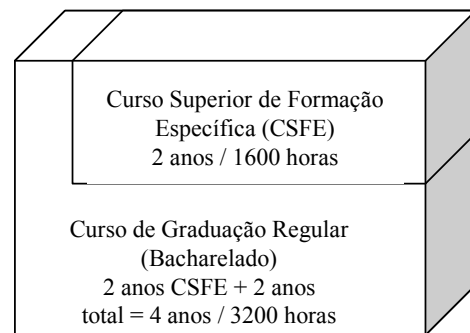 Curso Superior de Formação
Específica (CSFE)
2 anos / 1600 horas
Curso de Graduação Regular
(Bacharelado)
2 anos CSFE + 2 anos
total = 4 anos / 3200 horas